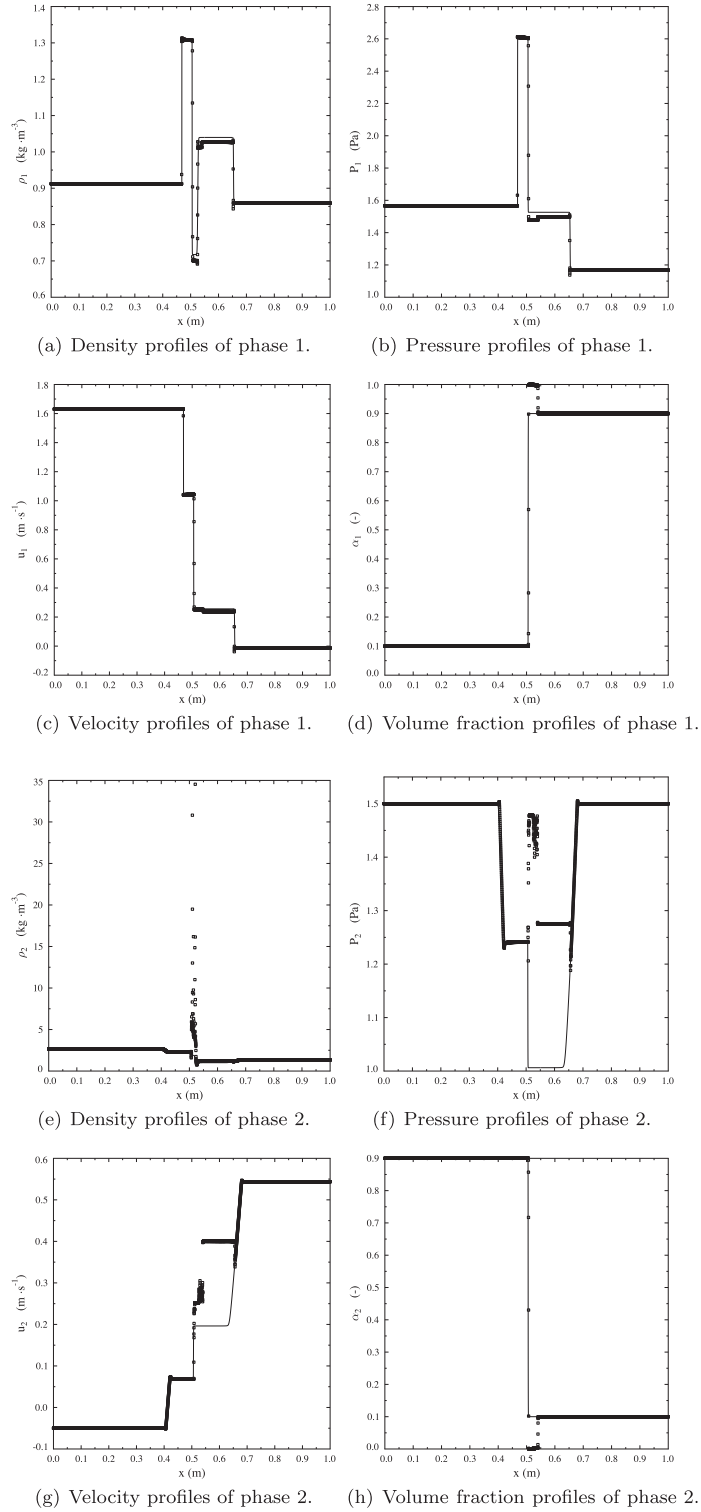 1.4
1.3
1.2
1.1
1.0
0.9
0.8
0.7
0.6
ρ1 (kg ·m-3)
0.0 0.1 0.2 0.3 0.4 0.5 0.6 0.7 0.8 0.9 1.0
x (m)
(a) Density profiles of phase 1.
2.8
2.6
2.4
2.2
2.0
1.8
1.6
1.4
1.2
1.0
P1 (Pa)
0.0 0.1 0.2 0.3 0.4 0.5 0.6 0.7 0.8 0.9 1.0
x (m)
(b) Pressure profiles of phase 1.
1.8
1.6
1.4
1.2
1.0
0.8
0.6
0.4
0.2
0.0
-0.2
u1 (m ·s-1)
0.0 0.1 0.2 0.3 0.4 0.5 0.6 0.7 0.8 0.9 1.0
x (m)
(c) Velocity profiles of phase 1.
1.0
0.9
0.8
0.7
0.6
0.5
0.4
0.3
0.2
0.1
0.0
α1 (-)
0.0 0.1 0.2 0.3 0.4 0.5 0.6 0.7 0.8 0.9 1.0
x (m)
(d) Volume fraction profiles of phase 1.
35
30
25
20
15
10
5
0
ρ2 (kg ·m-3)
0.0 0.1 0.2 0.3 0.4 0.5 0.6 0.7 0.8 0.9 1.0
x (m)
(e) Density profiles of phase 2.
1.5
1.4
1.3
1.2
1.1
1.0
P2 (Pa)
0.0 0.1 0.2 0.3 0.4 0.5 0.6 0.7 0.8 0.9 1.0
x (m)
(f) Pressure profiles of phase 2.
0.6
0.5
0.4
0.3
0.2
0.1
0.0
-0.1
u2 (m ·s-1)
0.0 0.1 0.2 0.3 0.4 0.5 0.6 0.7 0.8 0.9 1.0
x (m)
(g) Velocity profiles of phase 2.
0.9
0.8
0.7
0.6
0.5
0.4
0.3
0.2
0.1
0.0
α2 (-)
0.0 0.1 0.2 0.3 0.4 0.5 0.6 0.7 0.8 0.9 1.0
x (m)
(h) Volume fraction profiles of phase 2.